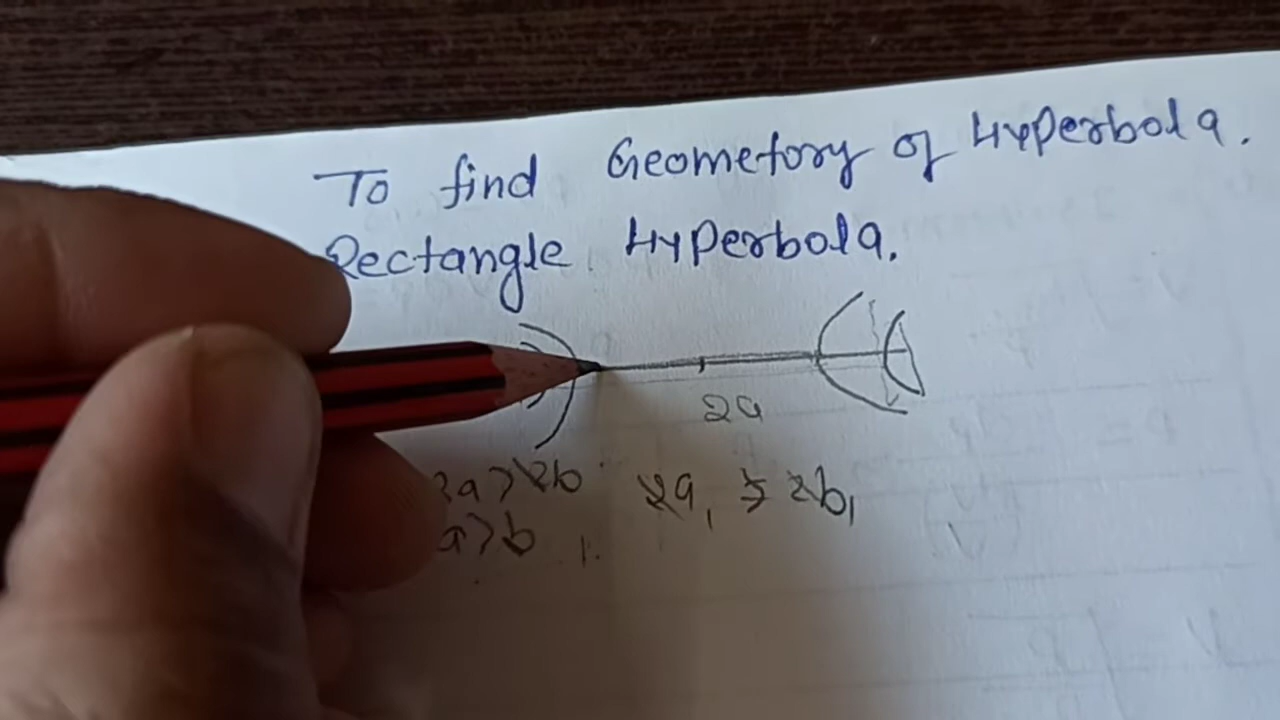 To find Geometory of Hyperbola.
Rectangle Hyperbola.
2a
2a > 2b 2a, > 2b,
a > b